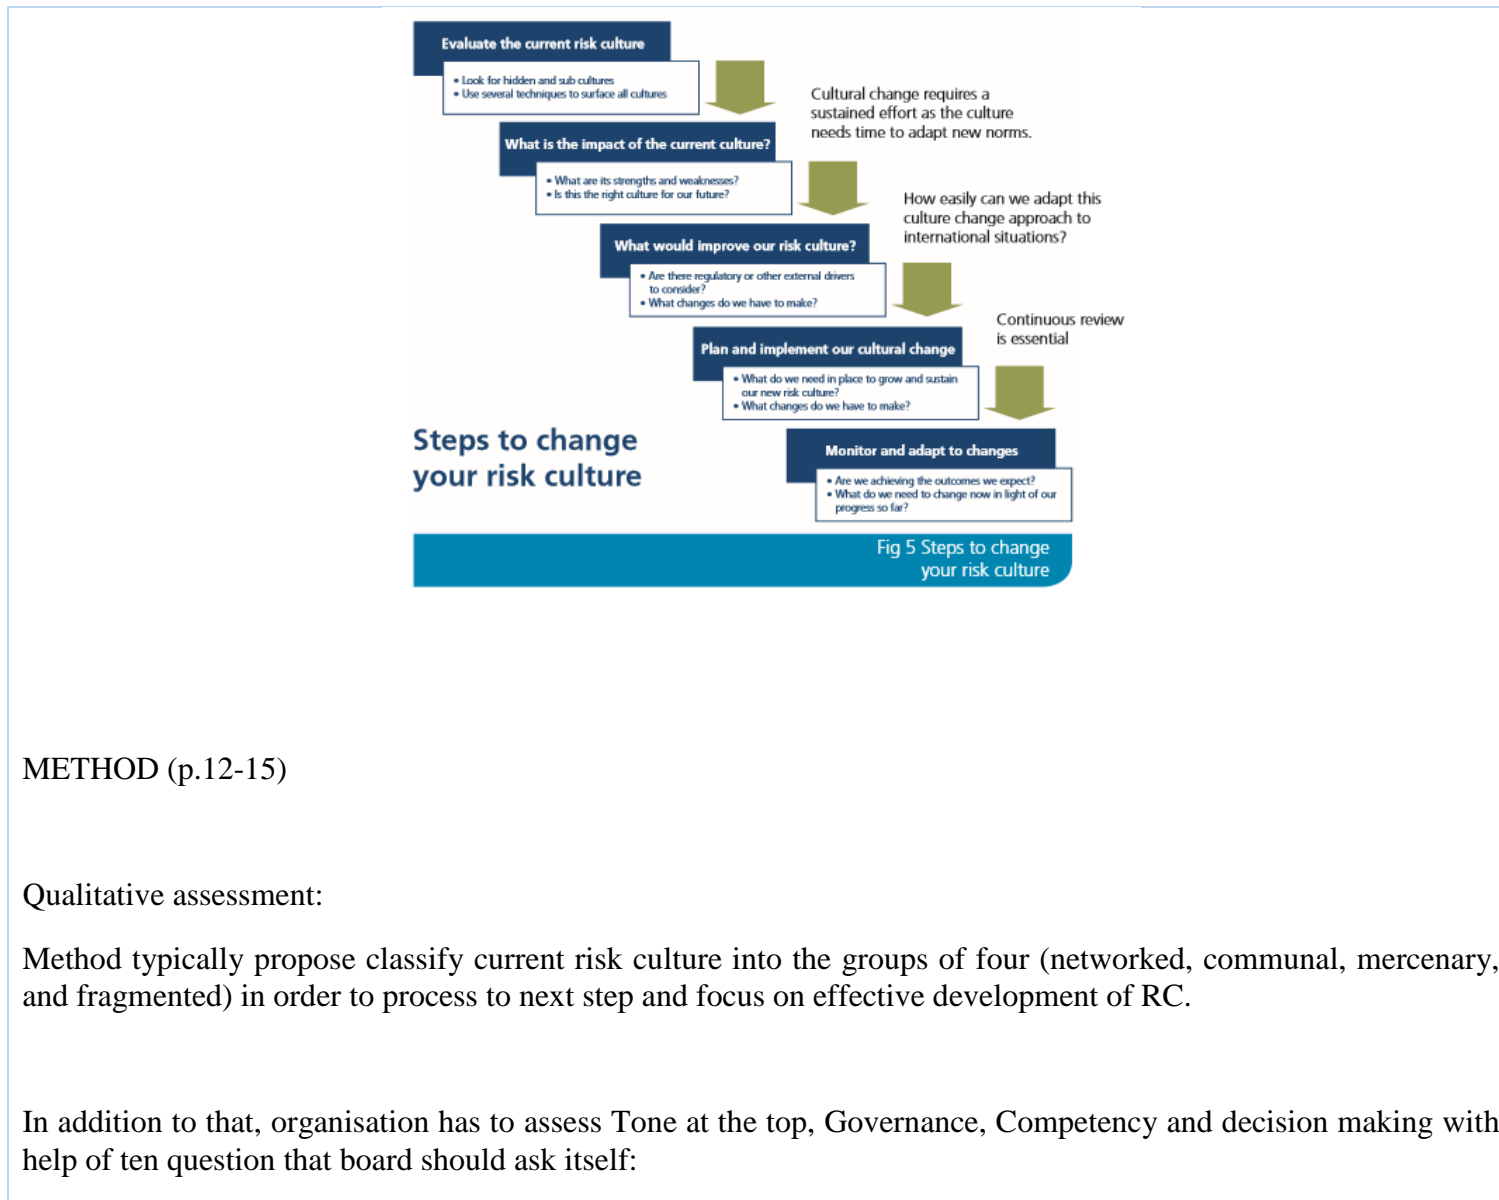 Evaluate the current risk culture
• Look for hidden and sub cultures
• Use several techniques to surface all cultures
Cultural change requires a
sustained effort as the culture
needs time to adapt new norms.
What is the impact of the current culture?
• What are its strengths and weaknesses?
• Is this the right culture for our future?
How easily can we adapt this
culture change approach to
international situations?
What would improve our risk culture?
• Are there regulatory or other external drivers
to consider?
• What changes do we have to make?
Continuous review
is essential
Plan and implement our cultural change
• What do we need in place to grow and sustain
our new risk culture?
• What changes do we have to make?
Steps to change
your risk culture
Monitor and adapt to changes
• Are we achieving the outcomes we expect?
• What do we need to change now in light of our
progress so far?
Fig 5 Steps to change
your risk culture
METHOD (p.12-15)
Qualitative assessment:
Method typically propose classify current risk culture into the groups of four (networked, communal, mercenary,
and fragmented) in order to process to next step and focus on effective development of RC.
In addition to that, organisation has to assess Tone at the top, Governance, Competency and decision making with
help of ten question that board should ask itself: